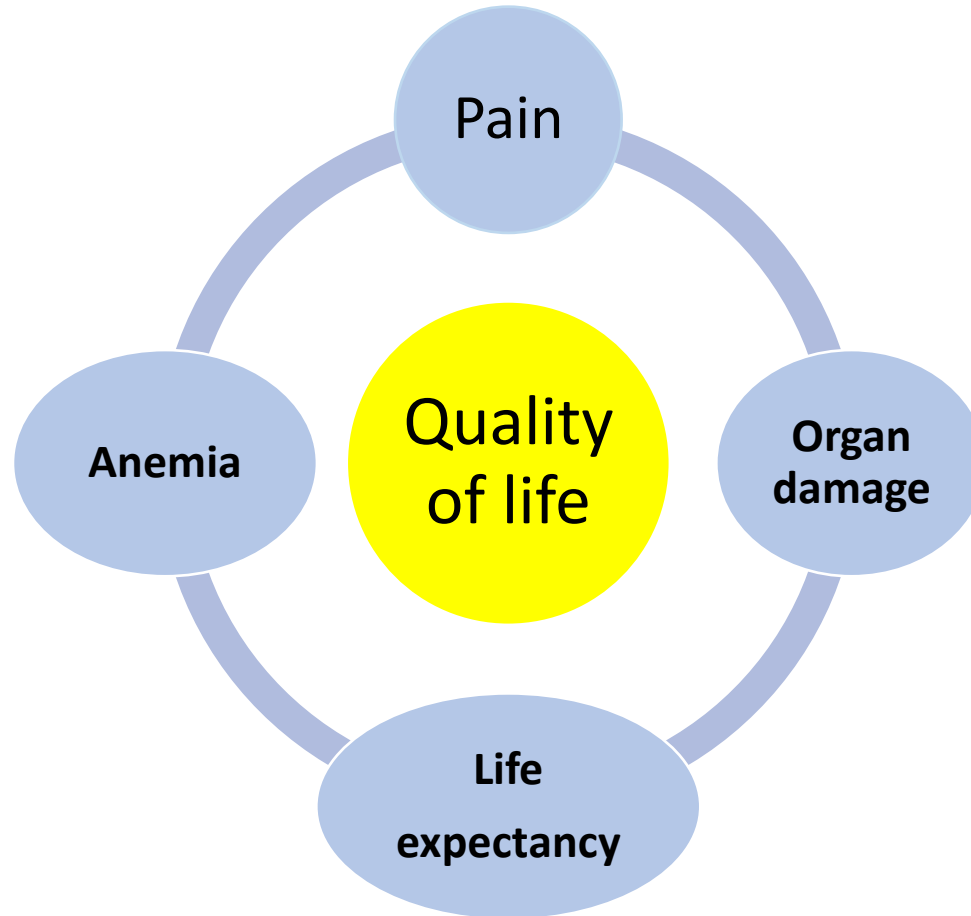 Pain
Anemia
Quality
of life
Organ
damage
Life
expectancy